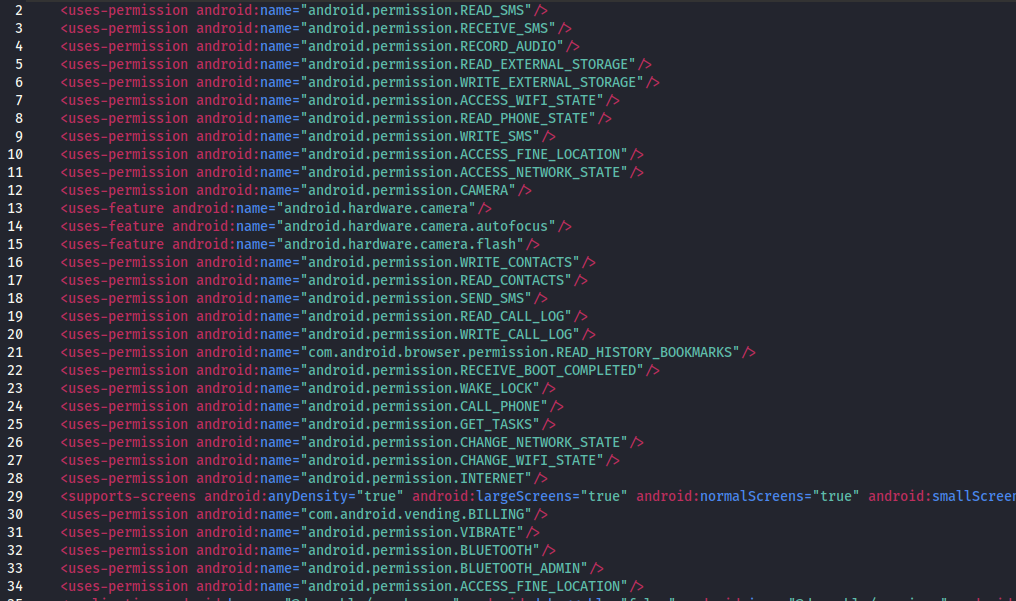 2 <uses-permission android:name="android.permission.READ_SMS"/>
3 <uses-permission android:name="android.permission.RECEIVE_SMS"/>
4 <uses-permission android:name="android.permission.RECORD_AUDIO"/>
5 <uses-permission android:name="android.permission.READ_EXTERNAL_STORAGE"/>
6 <uses-permission android:name="android.permission.WRITE_EXTERNAL_STORAGE"/>
7 <uses-permission android:name="android.permission.ACCESS_WIFI_STATE"/>
8 <uses-permission android:name="android.permission.READ_PHONE_STATE"/>
9 <uses-permission android:name="android.permission.WRITE_SMS"/>
10 <uses-permission android:name="android.permission.ACCESS_FINE_LOCATION"/>
11 <uses-permission android:name="android.permission.ACCESS_NETWORK_STATE"/>
12 <uses-permission android:name="android.permission.CAMERA"/>
13 <uses-feature android:name="android.hardware.camera"/>
14 <uses-feature android:name="android.hardware.camera.autofocus"/>
15 <uses-feature android:name="android.hardware.camera.flash"/>
16 <uses-permission android:name="android.permission.WRITE_CONTACTS"/>
17 <uses-permission android:name="android.permission.READ_CONTACTS"/>
18 <uses-permission android:name="android.permission.SEND_SMS"/>
19 <uses-permission android:name="android.permission.READ_CALL_LOG"/>
20 <uses-permission android:name="android.permission.WRITE_CALL_LOG"/>
21 <uses-permission android:name="com.android.browser.permission.READ_HISTORY_BOOKMARKS"/>
22 <uses-permission android:name="android.permission.RECEIVE_BOOT_COMPLETED"/>
23 <uses-permission android:name="android.permission.WAKE_LOCK"/>
24 <uses-permission android:name="android.permission.CALL_PHONE"/>
25 <uses-permission android:name="android.permission.GET_TASKS"/>
26 <uses-permission android:name="android.permission.CHANGE_NETWORK_STATE"/>
27 <uses-permission android:name="android.permission.CHANGE_WIFI_STATE"/>
28 <uses-permission android:name="android.permission.INTERNET"/>
29 <supports-screens android:anyDensity="true" android:largeScreens="true" android:normalScreens="true" android:smallScreen
30 <uses-permission android:name="com.android.vending.BILLING"/>
31 <uses-permission android:name="android.permission.VIBRATE"/>
32 <uses-permission android:name="android.permission.BLUETOOTH"/>
33 <uses-permission android:name="android.permission.BLUETOOTH_ADMIN"/>
34 <uses-permission android:name="android.permission.ACCESS_FINE_LOCATION"/>